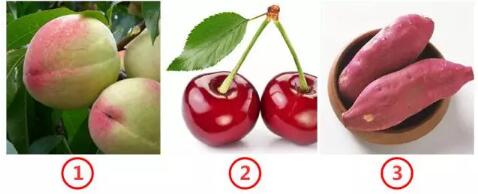 ① ② ③